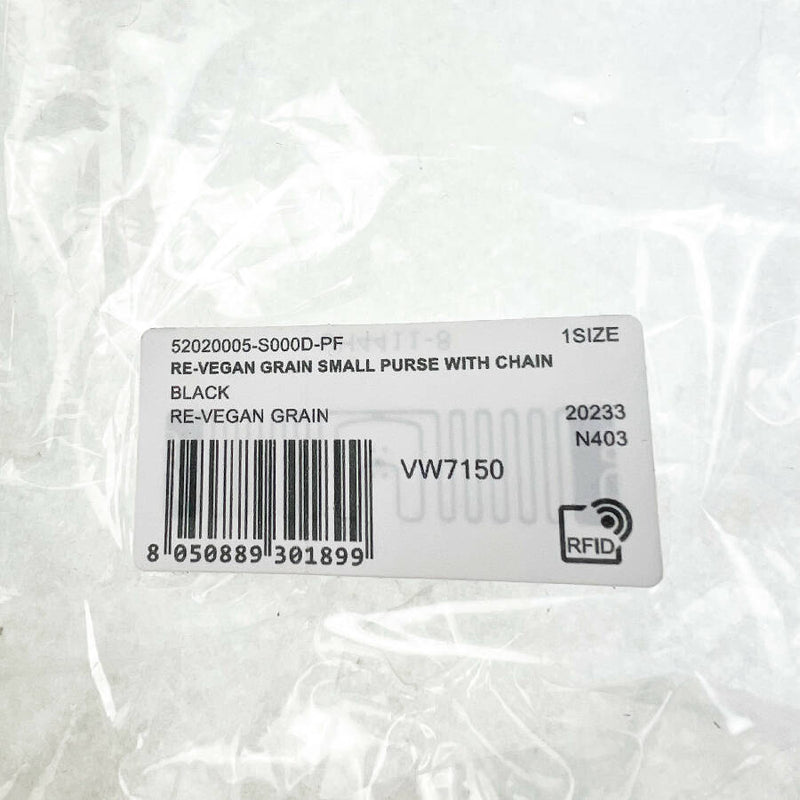 52020005-S000D-PF 1SIZE
RE-VEGAN GRAIN SMALL PURSE WITH CHAIN
BLACK
RE-VEGAN GRAIN 20233
N403
VW7150
RFID
8 050889 301899